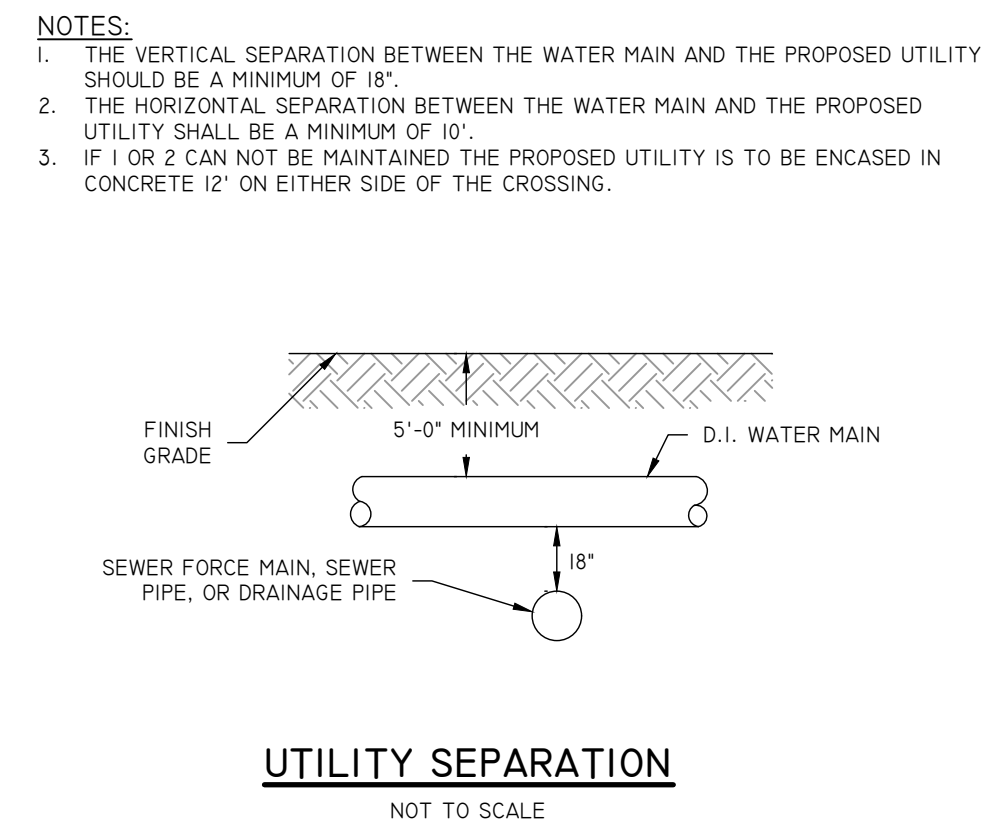 NOTES:
1. THE VERTICAL SEPARATION BETWEEN THE WATER MAIN AND THE PROPOSED UTILITY
SHOULD BE A MINIMUM OF 18".
2. THE HORIZONTAL SEPARATION BETWEEN THE WATER MAIN AND THE PROPOSED
UTILITY SHALL BE A MINIMUM OF 10'.
3. IF 1 OR 2 CAN NOT BE MAINTAINED THE PROPOSED UTILITY IS TO BE ENCASED IN
CONCRETE 12' ON EITHER SIDE OF THE CROSSING.
FINISH
GRADE
5'-0" MINIMUM
D.I. WATER MAIN
18"
SEWER FORCE MAIN, SEWER
PIPE, OR DRAINAGE PIPE
UTILITY SEPARATION
NOT TO SCALE